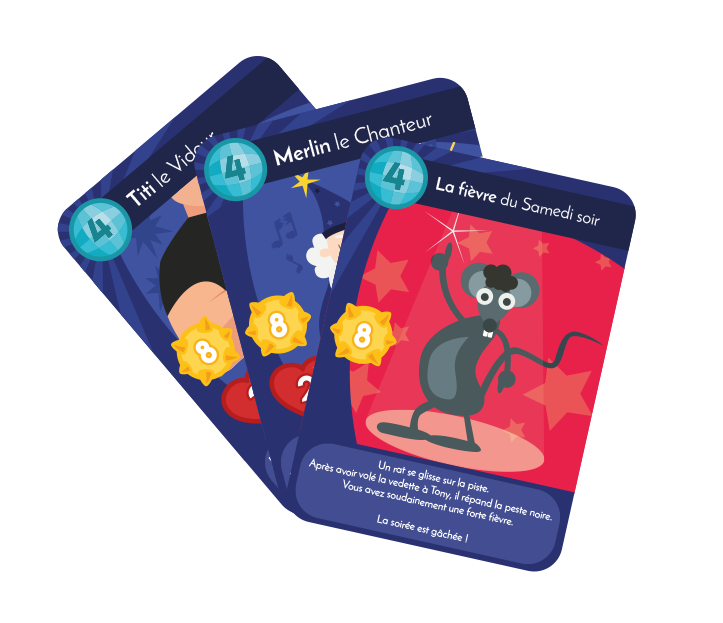 4
Titi le Videur
8
4
Merlin le Chanteur
8
4
La fièvre du Samedi soir
8
Un rat se glisse sur la piste.
Après avoir volé la vedette à Tony, il répand la peste noire.
Vous avez soudainement une forte fièvre.
La soirée est gâchée !